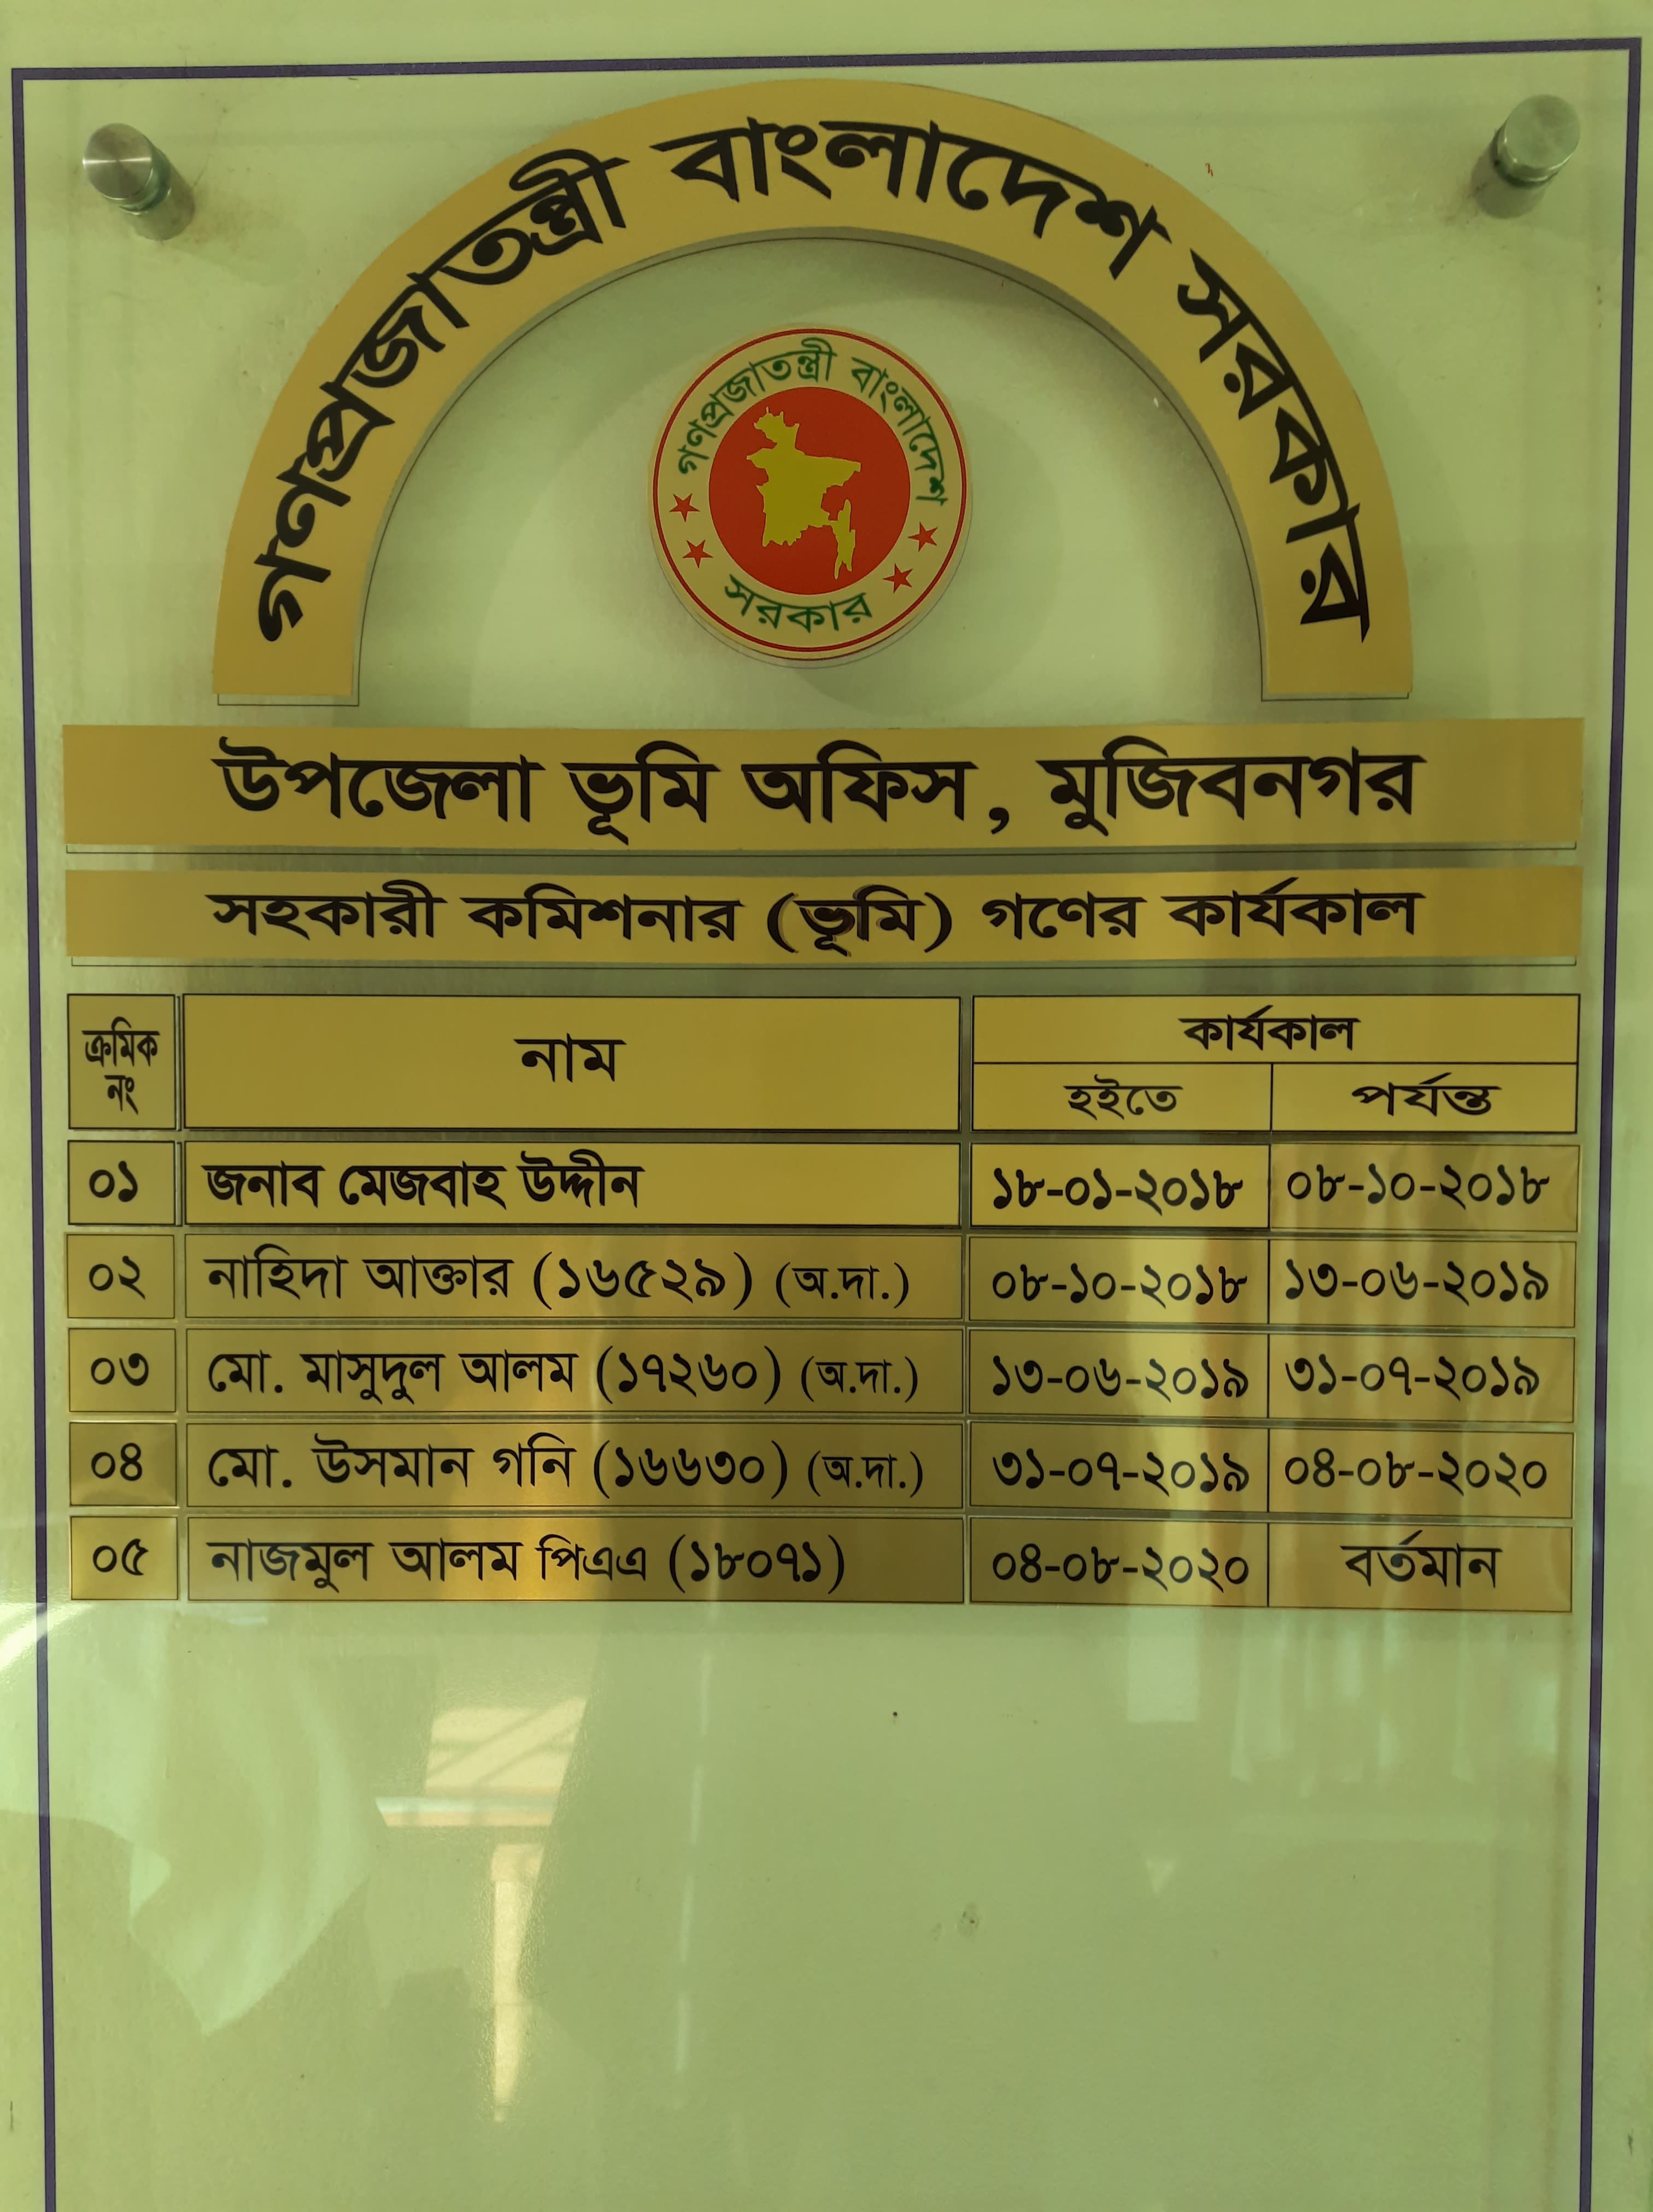 গণপ্রজাতন্ত্রী বাংলাদেশ সরকার
গণপ্রজাতন্ত্রী বাংলাদেশ
সরকার
উপজেলা ভূমি অফিস, মুজিবনগর
সহকারী কমিশনার (ভূমি) গণের কার্যকাল
ক্রমিক নং নাম কার্যকাল
হইতে পর্যন্ত
০১ জনাব মেজবাহ উদ্দীন ১৮-০১-২০১৮ ০৮-১০-২০১৮
০২ নাহিদা আক্তার (১৬৫২৯) (অ.দা.) ০৮-১০-২০১৮ ১৩-০৬-২০১৯
০৩ মো. মাসুদুল আলম (১৭২৬০) (অ.দা.) ১৩-০৬-২০১৯ ৩১-০৭-২০১৯
০৪ মো. উসমান গনি (১৬৬৩০) (অ.দা.) ৩১-০৭-২০১৯ ০৪-০৮-২০২০
০৫ নাজমুল আলম পিএএ (১৮০৭১) ০৪-০৮-২০২০ বর্তমান